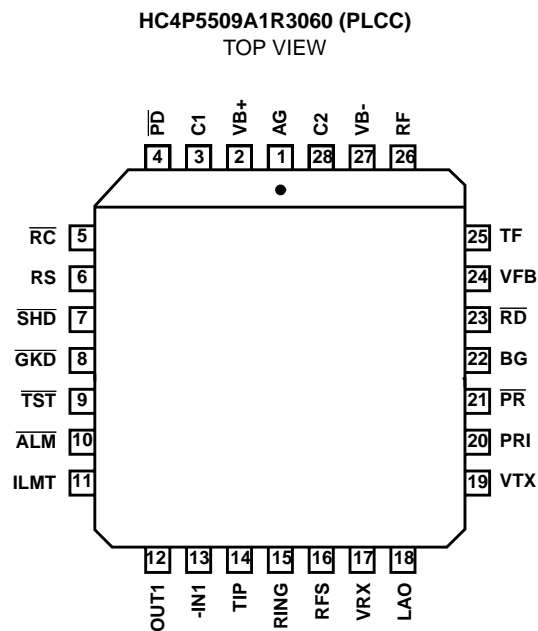 HC4P5509A1R3060 (PLCC)
TOP VIEW
PD C1 VB+ AG C2 VB- RF
4 3 2 1 28 27 26
RC 5
RS 6
SHD 7
GKD 8
TST 9
ALM 10
ILMT 11
25 TF
24 VFB
23 RD
22 BG
21 PR
20 PRI
19 VTX
12 13 14 15 16 17 18
OUT1 -IN1 TIP RING RFS VRX LAO